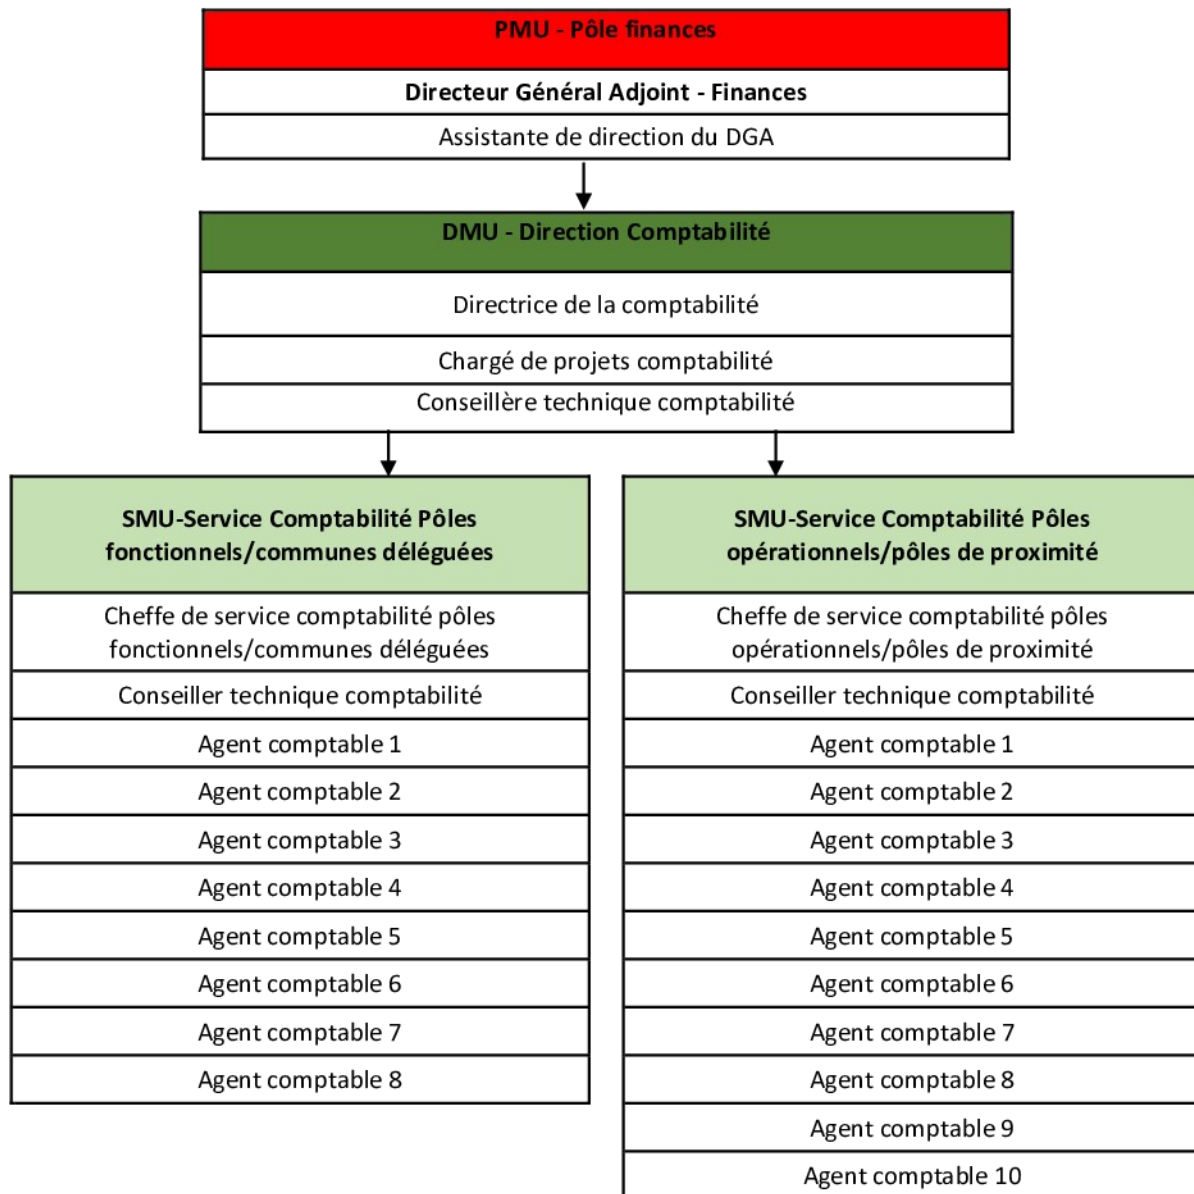 PMU - Pôle finances
Directeur Général Adjoint - Finances
Assistante de direction du DGA
DMU - Direction Comptabilité
Directrice de la comptabilité
Chargé de projets comptabilité
Conseillère technique comptabilité
SMU-Service Comptabilité Pôles
fonctionnels/communes déléguées
Cheffe de service comptabilité pôles
fonctionnels/communes déléguées
Conseiller technique comptabilité
Agent comptable 1
Agent comptable 2
Agent comptable 3
Agent comptable 4
Agent comptable 5
Agent comptable 6
Agent comptable 7
Agent comptable 8
SMU-Service Comptabilité Pôles
opérationnels/pôles de proximité
Cheffe de service comptabilité pôles
opérationnels/pôles de proximité
Conseiller technique comptabilité
Agent comptable 1
Agent comptable 2
Agent comptable 3
Agent comptable 4
Agent comptable 5
Agent comptable 6
Agent comptable 7
Agent comptable 8
Agent comptable 9
Agent comptable 10